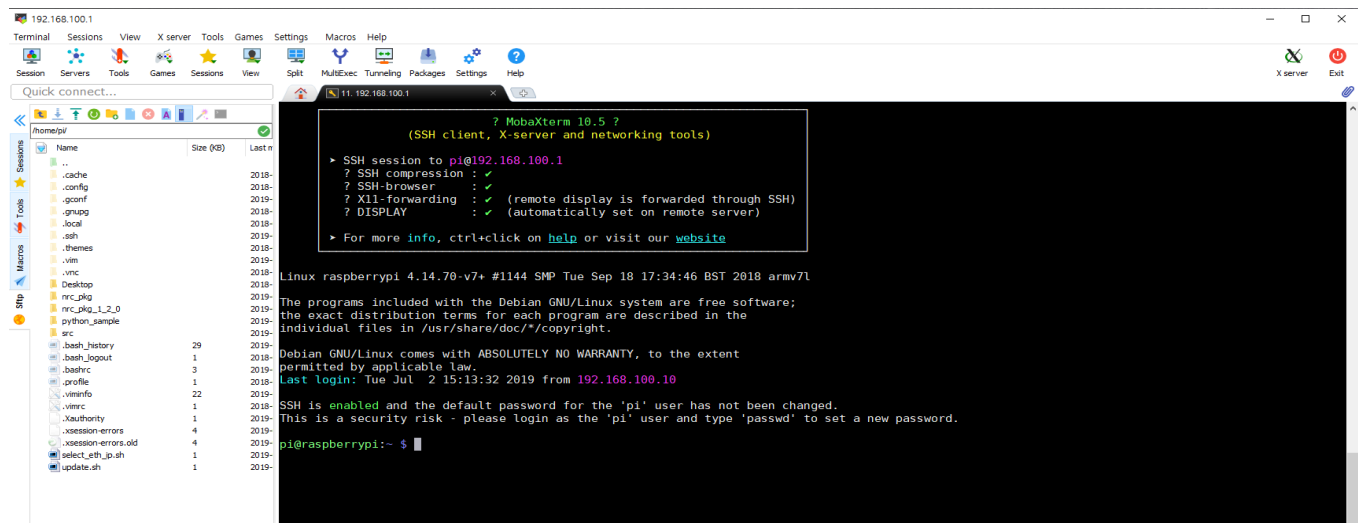 192.168.100.1
Terminal Sessions View X server Tools Games Settings Macros Help
Session Servers Tools Games Sessions View Split MultiExec Tunneling Packages Settings Help X server Exit
Quick connect...
11. 192.168.100.1
/home/pi/
Name Size (KB) Last m
..
.cache 2018-
.config 2018-
.gconf 2019-
.gnupg 2018-
.local 2018-
.ssh 2019-
.themes 2018-
.vim 2019-
.vnc 2018-
Desktop 2018-
nrc_pkg 2019-
nrc_pkg_1_2_0 2019-
python_sample 2019-
src 2019-
.bash_history 29 2019-
.bash_logout 1 2018-
.bashrc 3 2019-
.profile 1 2018-
.viminfo 22 2019-
.vimrc 1 2018-
.Xauthority 1 2019-
.xsession-errors 4 2019-
.xsession-errors.old 4 2019-
select_eth_ip.sh 1 2019-
update.sh 1 2019-
Sessions
Tools
Macros
Sftp
? MobaXterm 10.5 ?
(SSH client, X-server and networking tools)
➤ SSH session to pi@192.168.100.1
? SSH compression : ✔
? SSH-browser : ✔
? X11-forwarding : ✔ (remote display is forwarded through SSH)
? DISPLAY : ✔ (automatically set on remote server)
➤ For more info, ctrl+click on help or visit our website
Linux raspberrypi 4.14.70-v7+ #1144 SMP Tue Sep 18 17:34:46 BST 2018 armv7l
The programs included with the Debian GNU/Linux system are free software;
the exact distribution terms for each program are described in the
individual files in /usr/share/doc/*/copyright.
Debian GNU/Linux comes with ABSOLUTELY NO WARRANTY, to the extent
permitted by applicable law.
Last login: Tue Jul  2 15:13:32 2019 from 192.168.100.10
SSH is enabled and the default password for the 'pi' user has not been changed.
This is a security risk - please login as the 'pi' user and type 'passwd' to set a new password.
pi@raspberrypi:~ $